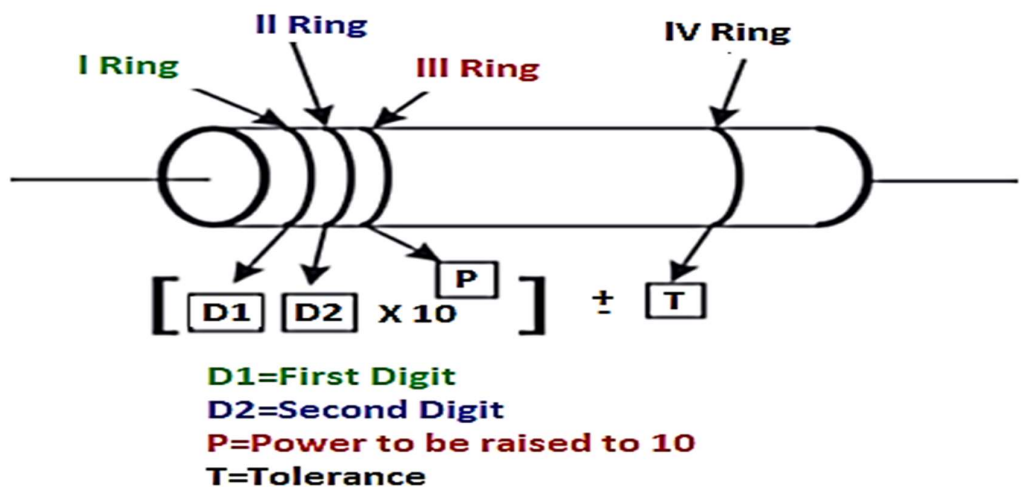 II Ring
IV Ring
I Ring
III Ring
P
[ D1 D2 X 10 ] ± T
D1=First Digit
D2=Second Digit
P=Power to be raised to 10
T=Tolerance